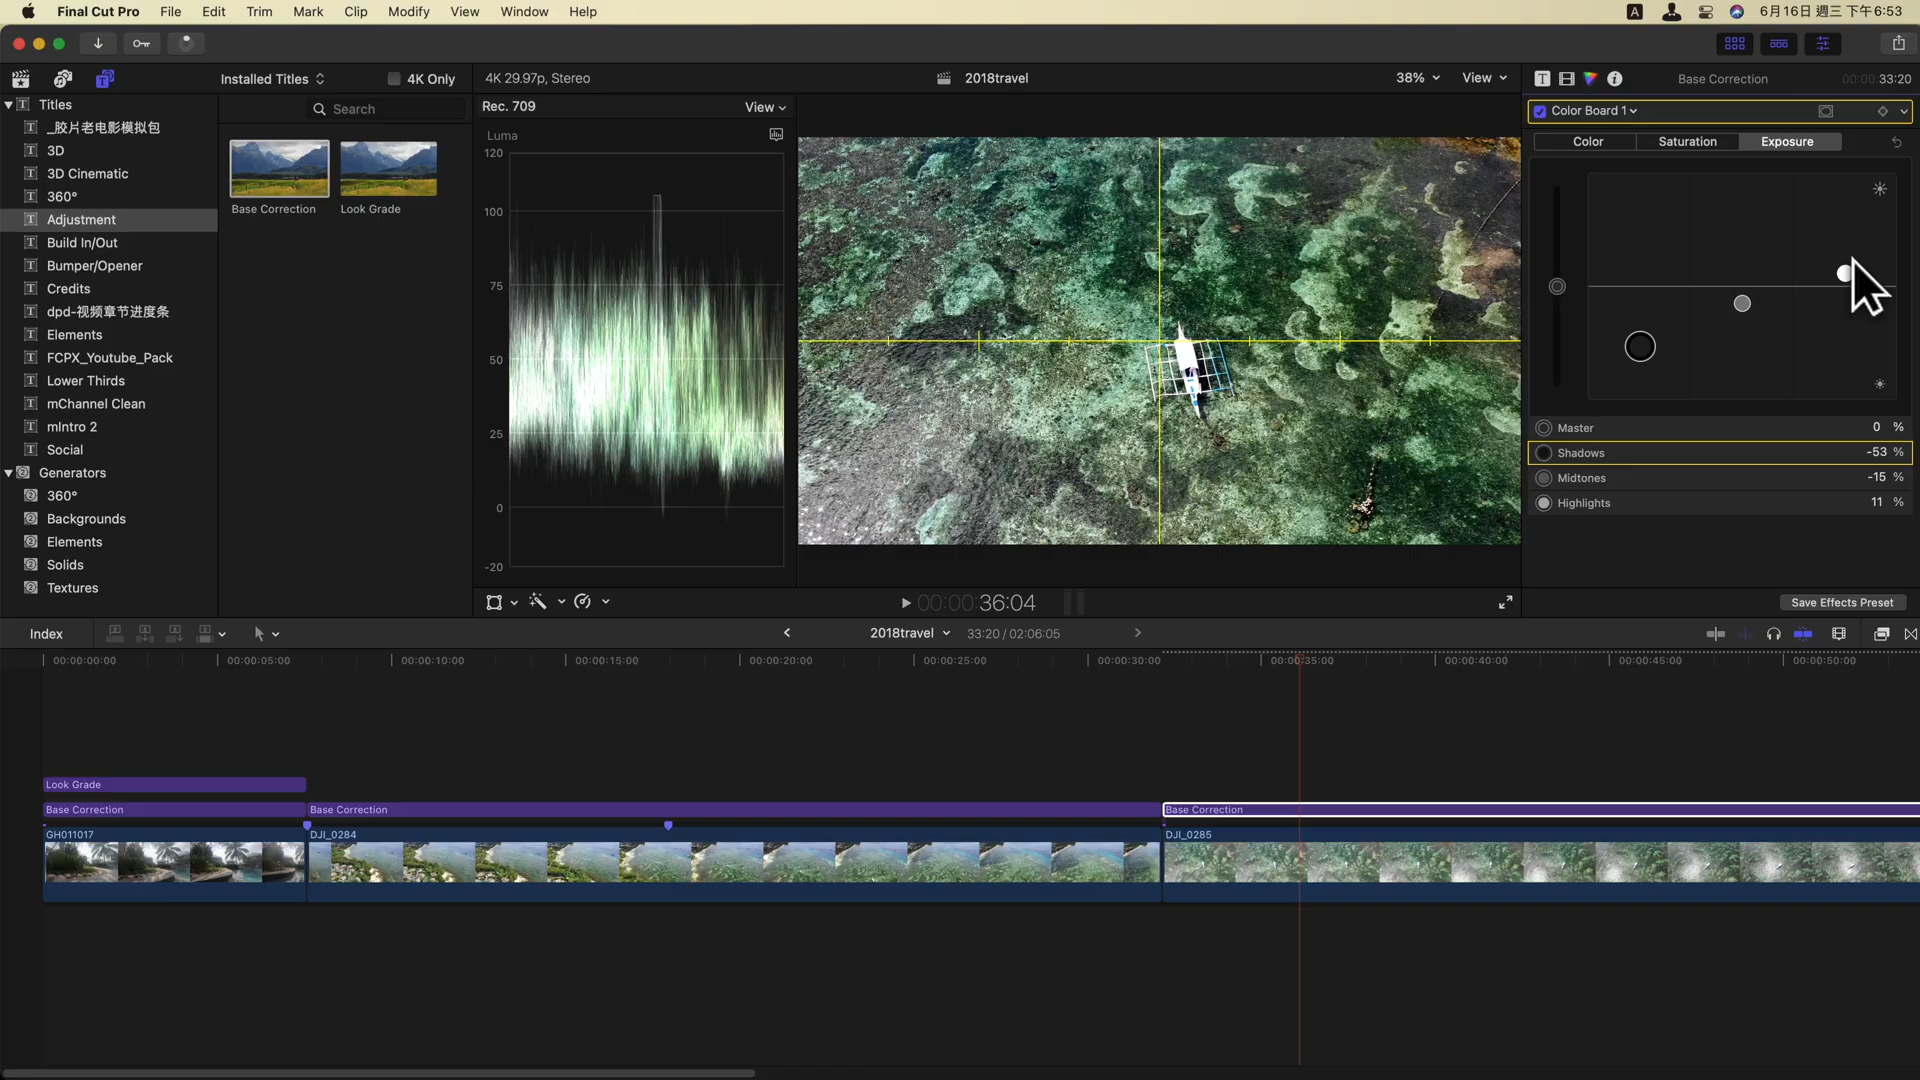 Final Cut Pro File Edit Trim Mark Clip Modify View Window Help
A 6月16日 週三 下午6:53
Installed Titles 4K Only
4K 29.97p, Stereo 2018travel 38% View
Base Correction 00:00:33:20
Titles
_胶片老电影模拟包
3D
3D Cinematic
360°
Adjustment
Build In/Out
Bumper/Opener
Credits
dpd-视频章节进度条
Elements
FCPX_Youtube_Pack
Lower Thirds
mChannel Clean
mIntro 2
Social
Generators
360°
Backgrounds
Elements
Solids
Textures
Search
Base Correction Look Grade
Rec. 709 View
Luma
120
100
75
50
25
0
-20
Color Board 1
Color Saturation Exposure
Master 0 %
Shadows -53 %
Midtones -15 %
Highlights 11 %
Save Effects Preset
00:00:36:04
Index
2018travel 33:20 / 02:06:05
00:00:00:00 00:00:05:00 00:00:10:00 00:00:15:00 00:00:20:00 00:00:25:00 00:00:30:00 00:00:35:00 00:00:40:00 00:00:45:00 00:00:50:00
Look Grade
Base Correction Base Correction Base Correction
GH011017 DJI_0284 DJI_0285